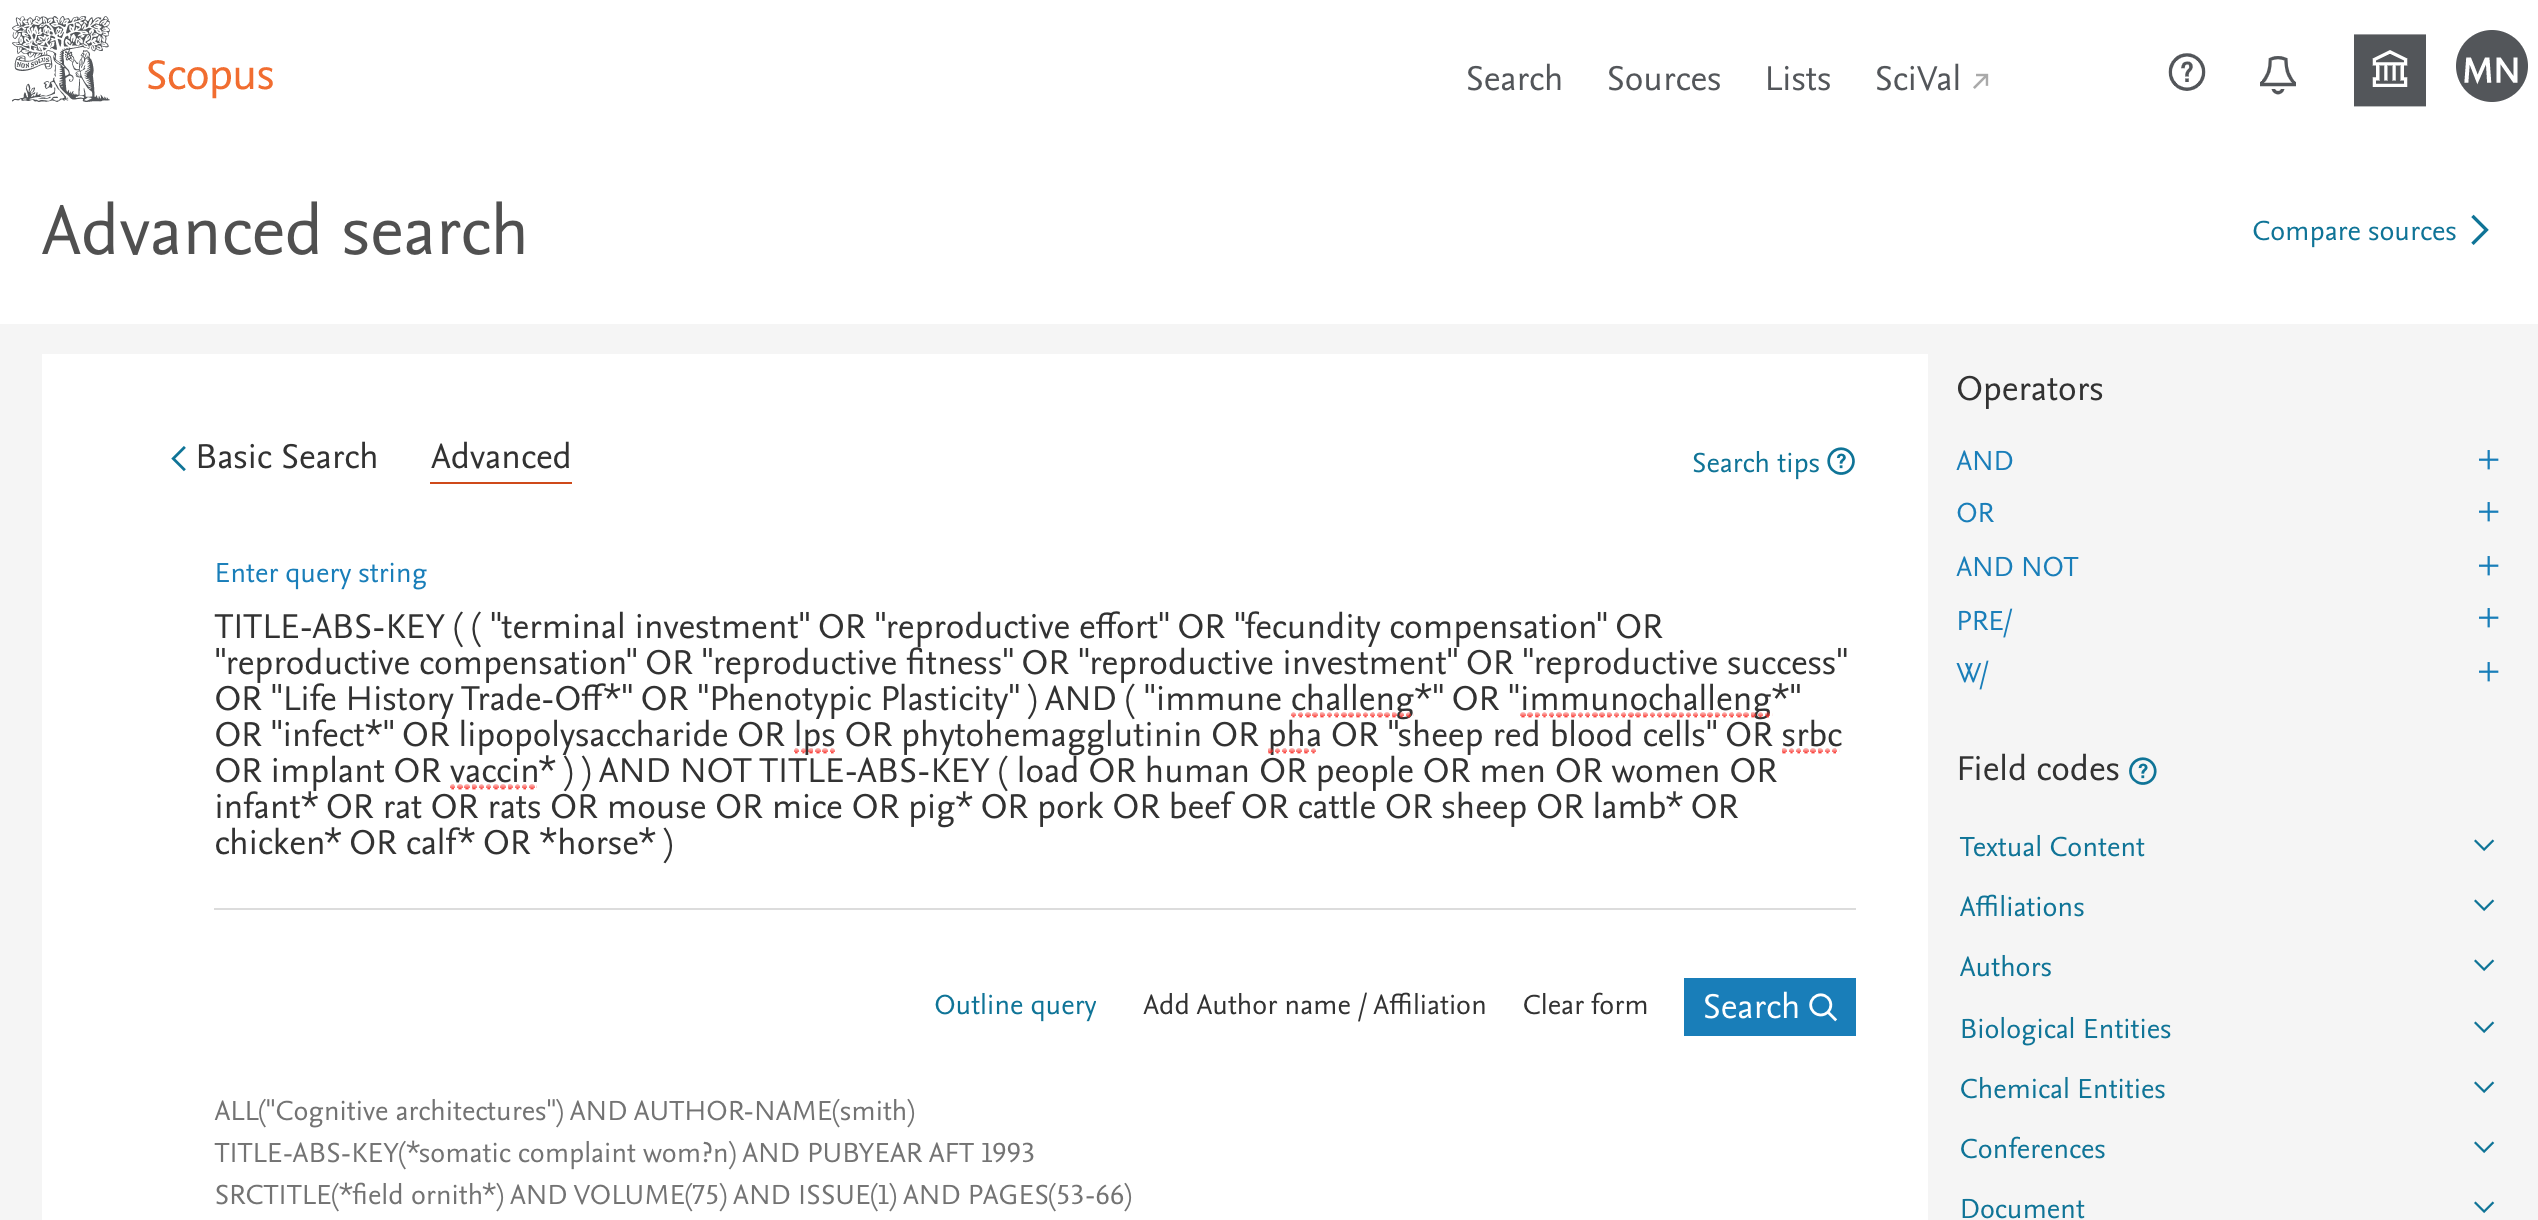 NON SOLUS
Scopus
Search Sources Lists SciVal
MN
Advanced search
Compare sources
Basic Search Advanced
Search tips
Enter query string
TITLE-ABS-KEY ( ( "terminal investment" OR "reproductive effort" OR "fecundity compensation" OR
"reproductive compensation" OR "reproductive fitness" OR "reproductive investment" OR "reproductive success"
OR "Life History Trade-Off*" OR "Phenotypic Plasticity" ) AND ( "immune challeng*" OR "immunochalleng*"
OR "infect*" OR lipopolysaccharide OR lps OR phytohemagglutinin OR pha OR "sheep red blood cells" OR srbc
OR implant OR vaccin* ) ) AND NOT TITLE-ABS-KEY ( load OR human OR people OR men OR women OR
infant* OR rat OR rats OR mouse OR mice OR pig* OR pork OR beef OR cattle OR sheep OR lamb* OR
chicken* OR calf* OR *horse* )
Outline query Add Author name / Affiliation Clear form Search
ALL("Cognitive architectures") AND AUTHOR-NAME(smith)
TITLE-ABS-KEY(*somatic complaint wom?n) AND PUBYEAR AFT 1993
SRCTITLE(*field ornith*) AND VOLUME(75) AND ISSUE(1) AND PAGES(53-66)
Operators
AND
OR
AND NOT
PRE/
W/
Field codes
Textual Content
Affiliations
Authors
Biological Entities
Chemical Entities
Conferences
Document